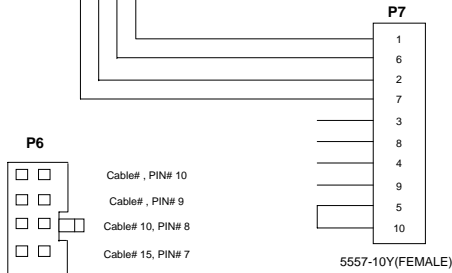 P7
1
6
2
7
3
8
4
9
5
10
5557-10Y(FEMALE)
P6
Cable# , PIN# 10
Cable# , PIN# 9
Cable# 10, PIN# 8
Cable# 15, PIN# 7